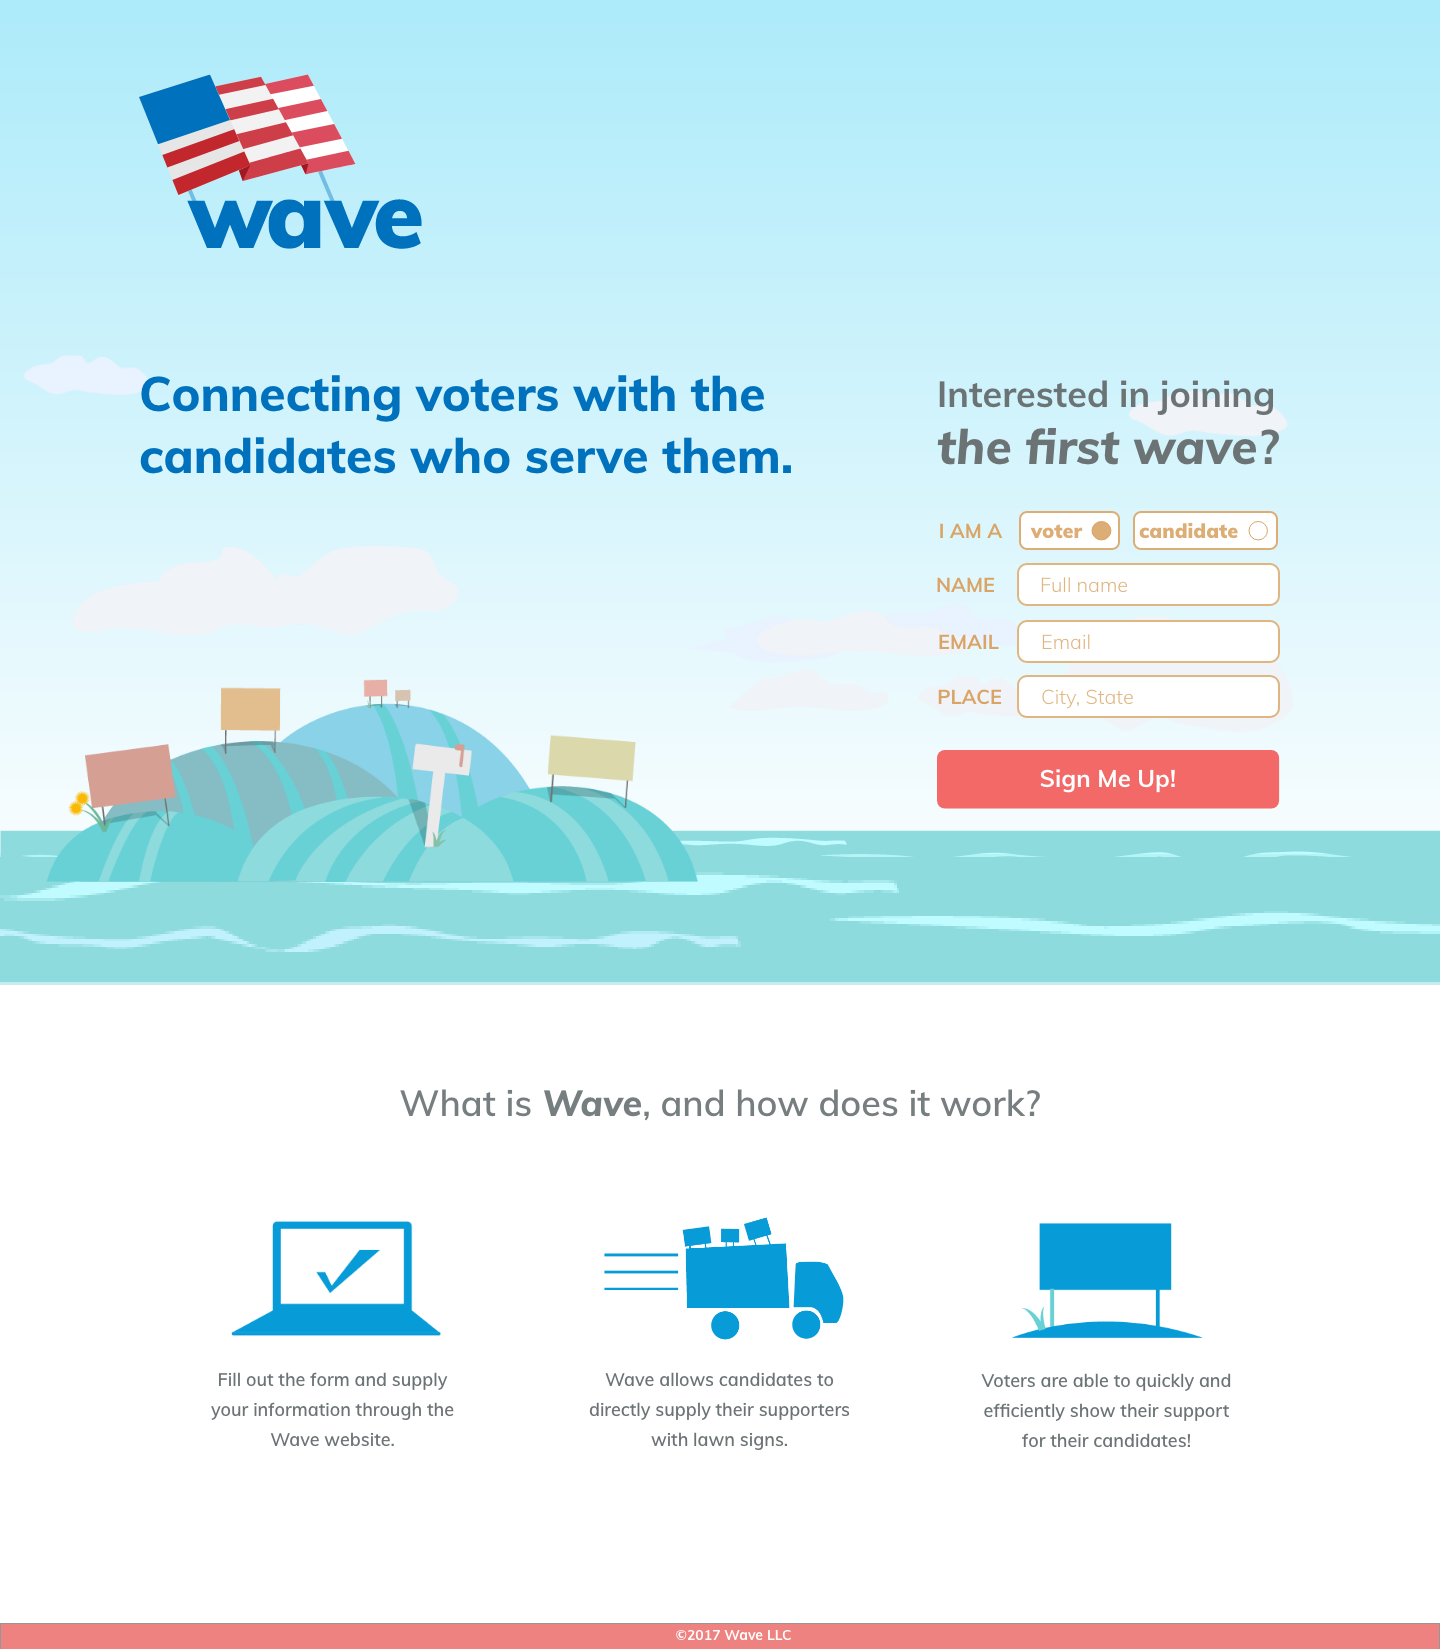 wave
Connecting voters with the
candidates who serve them.
Interested in joining
the first wave?
I AM A voter candidate
NAME Full name
EMAIL Email
PLACE City, State
Sign Me Up!
What is Wave, and how does it work?
Fill out the form and supply
your information through the
Wave website.
Wave allows candidates to
directly supply their supporters
with lawn signs.
Voters are able to quickly and
efficiently show their support
for their candidates!
©2017 Wave LLC